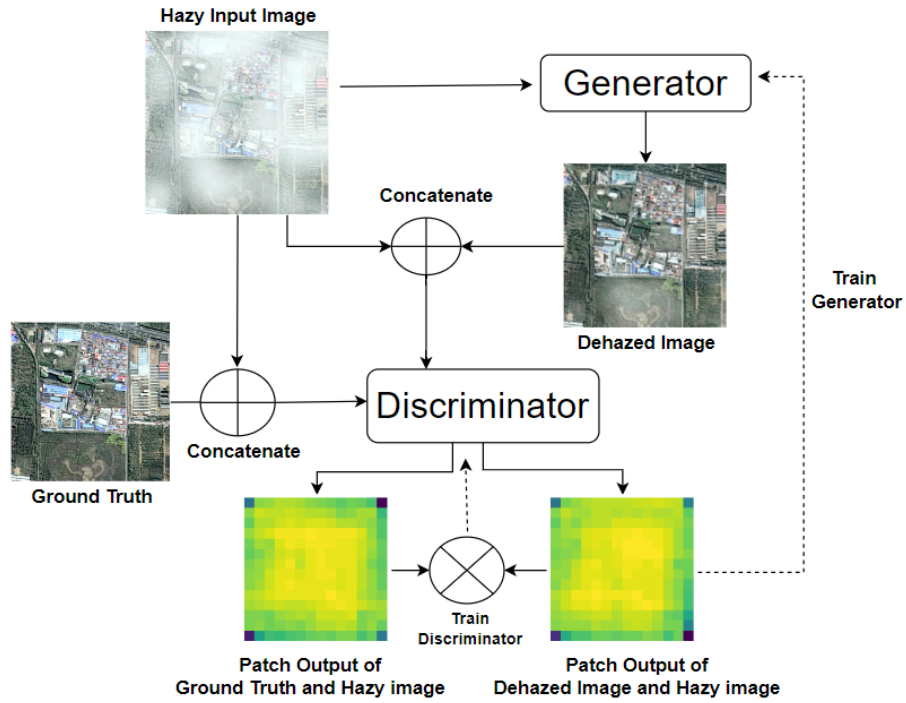 Hazy Input Image
Generator
Concatenate
Train
Generator
Dehazed Image
Discriminator
Concatenate
Ground Truth
Train
Discriminator
Patch Output of
Ground Truth and Hazy image
Patch Output of
Dehazed Image and Hazy image